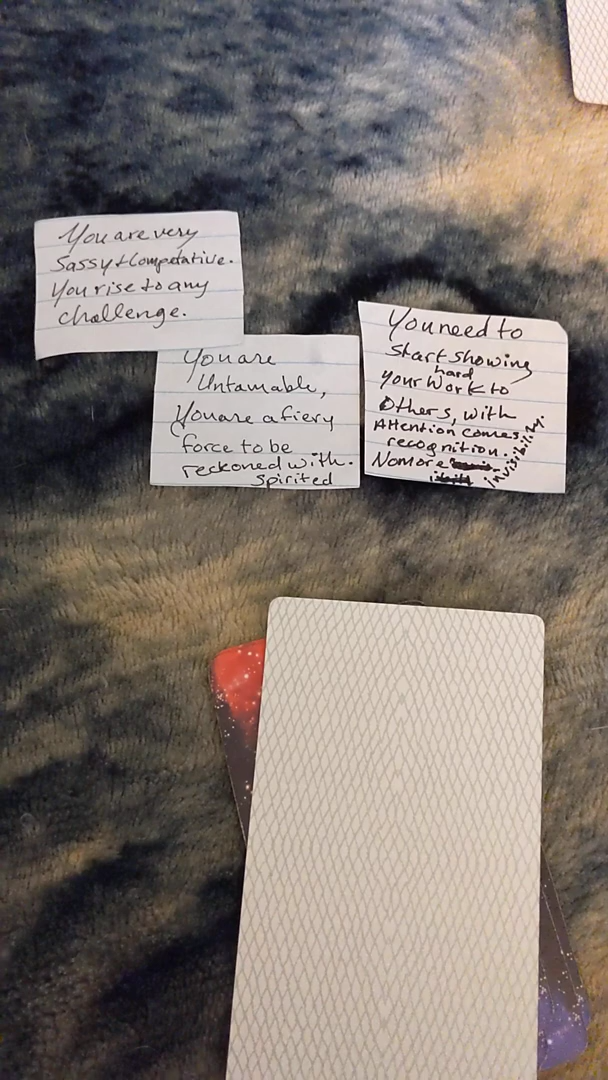 You are very
Sassy + Compatative.
You rise to any
challenge.
You are
Untamable,
You are a fiery
force to be
reckoned with.
spirited
You need to
Start showing
hard
your work to
Others, with
Attention comes
recognition.
No more
invisibility.